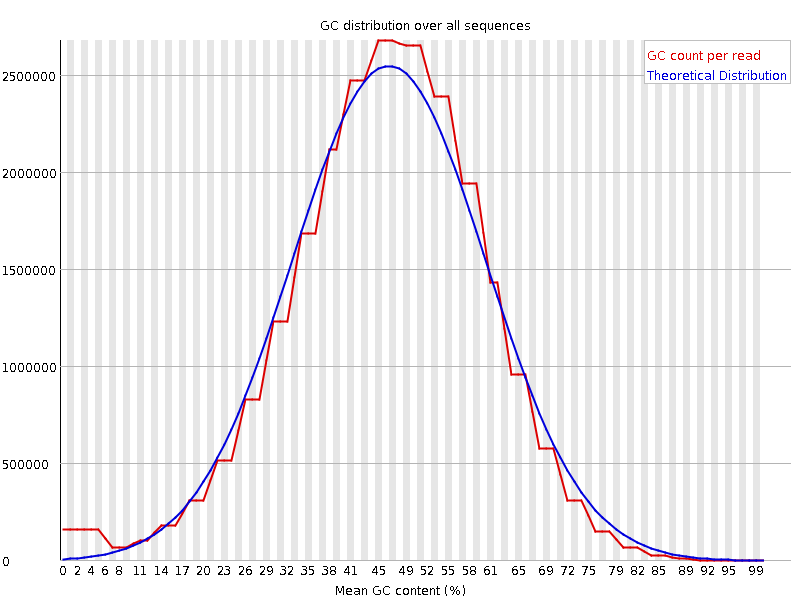 GC distribution over all sequences
GC count per read
Theoretical Distribution
2500000
2000000
1500000
1000000
500000
0
0 2 4 6 8 11 14 17 20 23 26 29 32 35 38 41 45 49 52 55 58 61 65 69 72 75 79 82 85 89 92 95 99
Mean GC content (%)